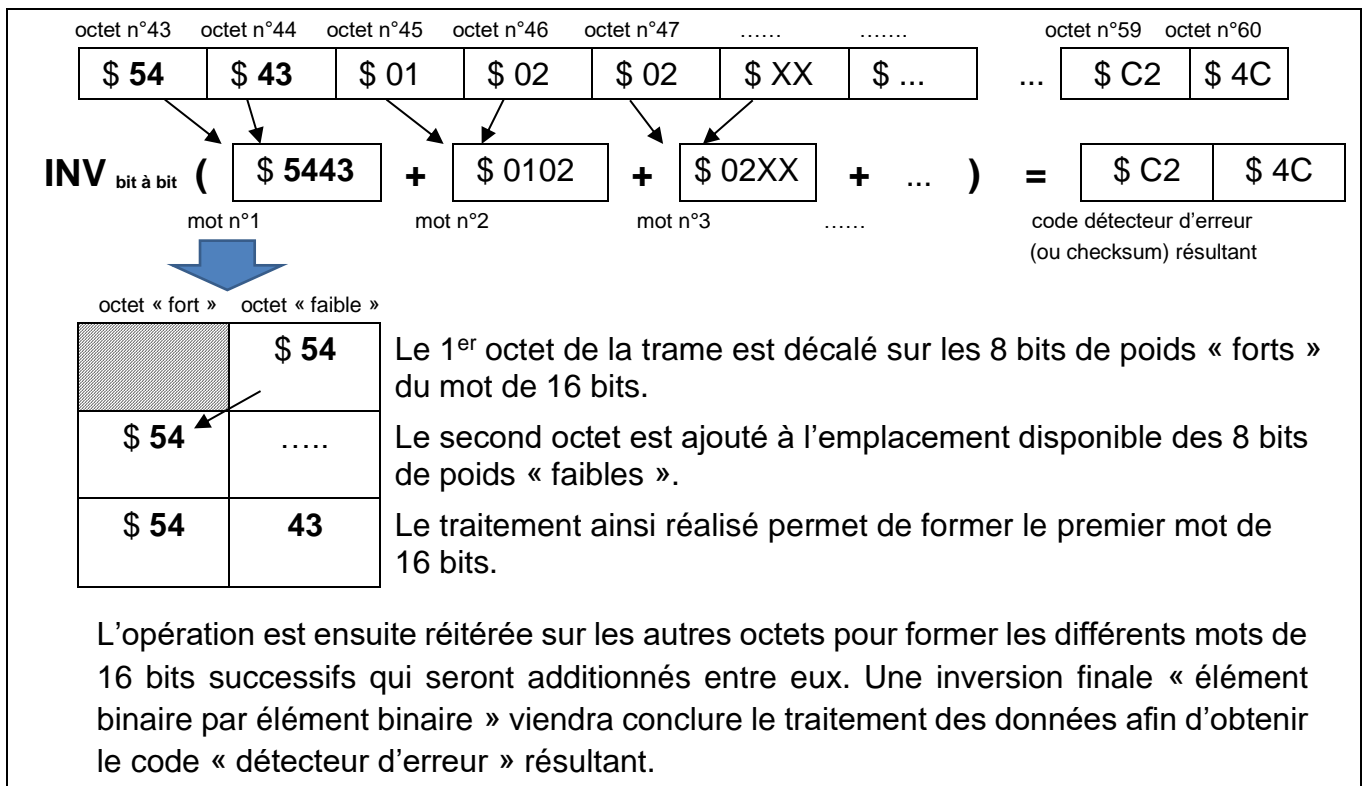 octet n°43 octet n°44 octet n°45 octet n°46 octet n°47 …… ……. octet n°59 octet n°60
$ 54 $ 43 $ 01 $ 02 $ 02 $ XX $ ... ... $ C2 $ 4C
INV bit à bit ( $ 5443 + $ 0102 + $ 02XX + ... ) = $ C2 $ 4C
mot n°1 mot n°2 mot n°3 …… code détecteur d’erreur
(ou checksum) résultant
octet « fort » octet « faible »
$ 54 Le 1er octet de la trame est décalé sur les 8 bits de poids « forts »
du mot de 16 bits.
$ 54 ….. Le second octet est ajouté à l’emplacement disponible des 8 bits
de poids « faibles ».
$ 54 43 Le traitement ainsi réalisé permet de former le premier mot de
16 bits.
L’opération est ensuite réitérée sur les autres octets pour former les différents mots de
16 bits successifs qui seront additionnés entre eux. Une inversion finale « élément
binaire par élément binaire » viendra conclure le traitement des données afin d’obtenir
le code « détecteur d’erreur » résultant.